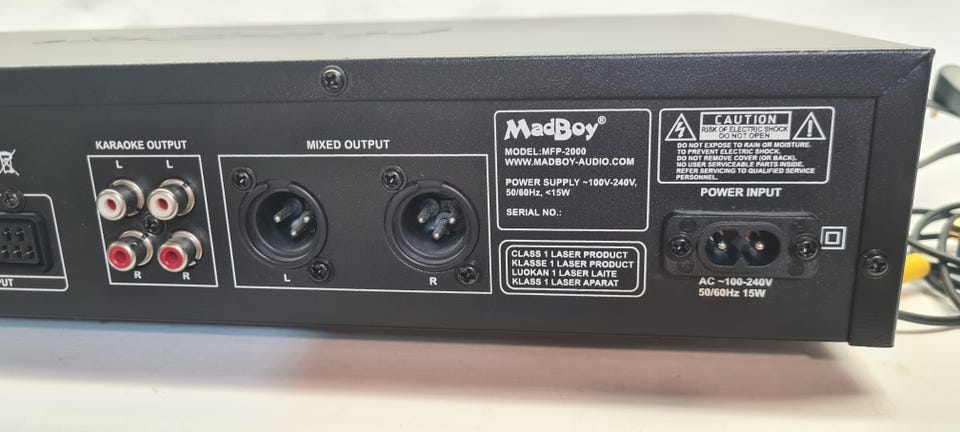 KARAOKE OUTPUT
L L
R R
PUT
MIXED OUTPUT
L R
MADBOY®
MODEL:MFP-2000
WWW.MADBOY-AUDIO.COM
POWER SUPPLY ~100V-240V,
50/60HZ, <15W
SERIAL NO.:
CLASS 1 LASER PRODUCT
KLASSE 1 LASER PRODUCT
LUOKAN 1 LASER LAITE
KLASS 1 LASER APARAT
CAUTION
RISK OF ELECTRIC SHOCK
DO NOT OPEN
DO NOT EXPOSE TO RAIN OR MOISTURE.
TO PREVENT ELECTRIC SHOCK,
DO NOT REMOVE COVER (OR BACK).
NO USER SERVICEABLE PARTS INSIDE.
REFER SERVICING TO QUALIFIED SERVICE
PERSONNEL.
POWER INPUT
AC ~100-240V
50/60Hz 15W